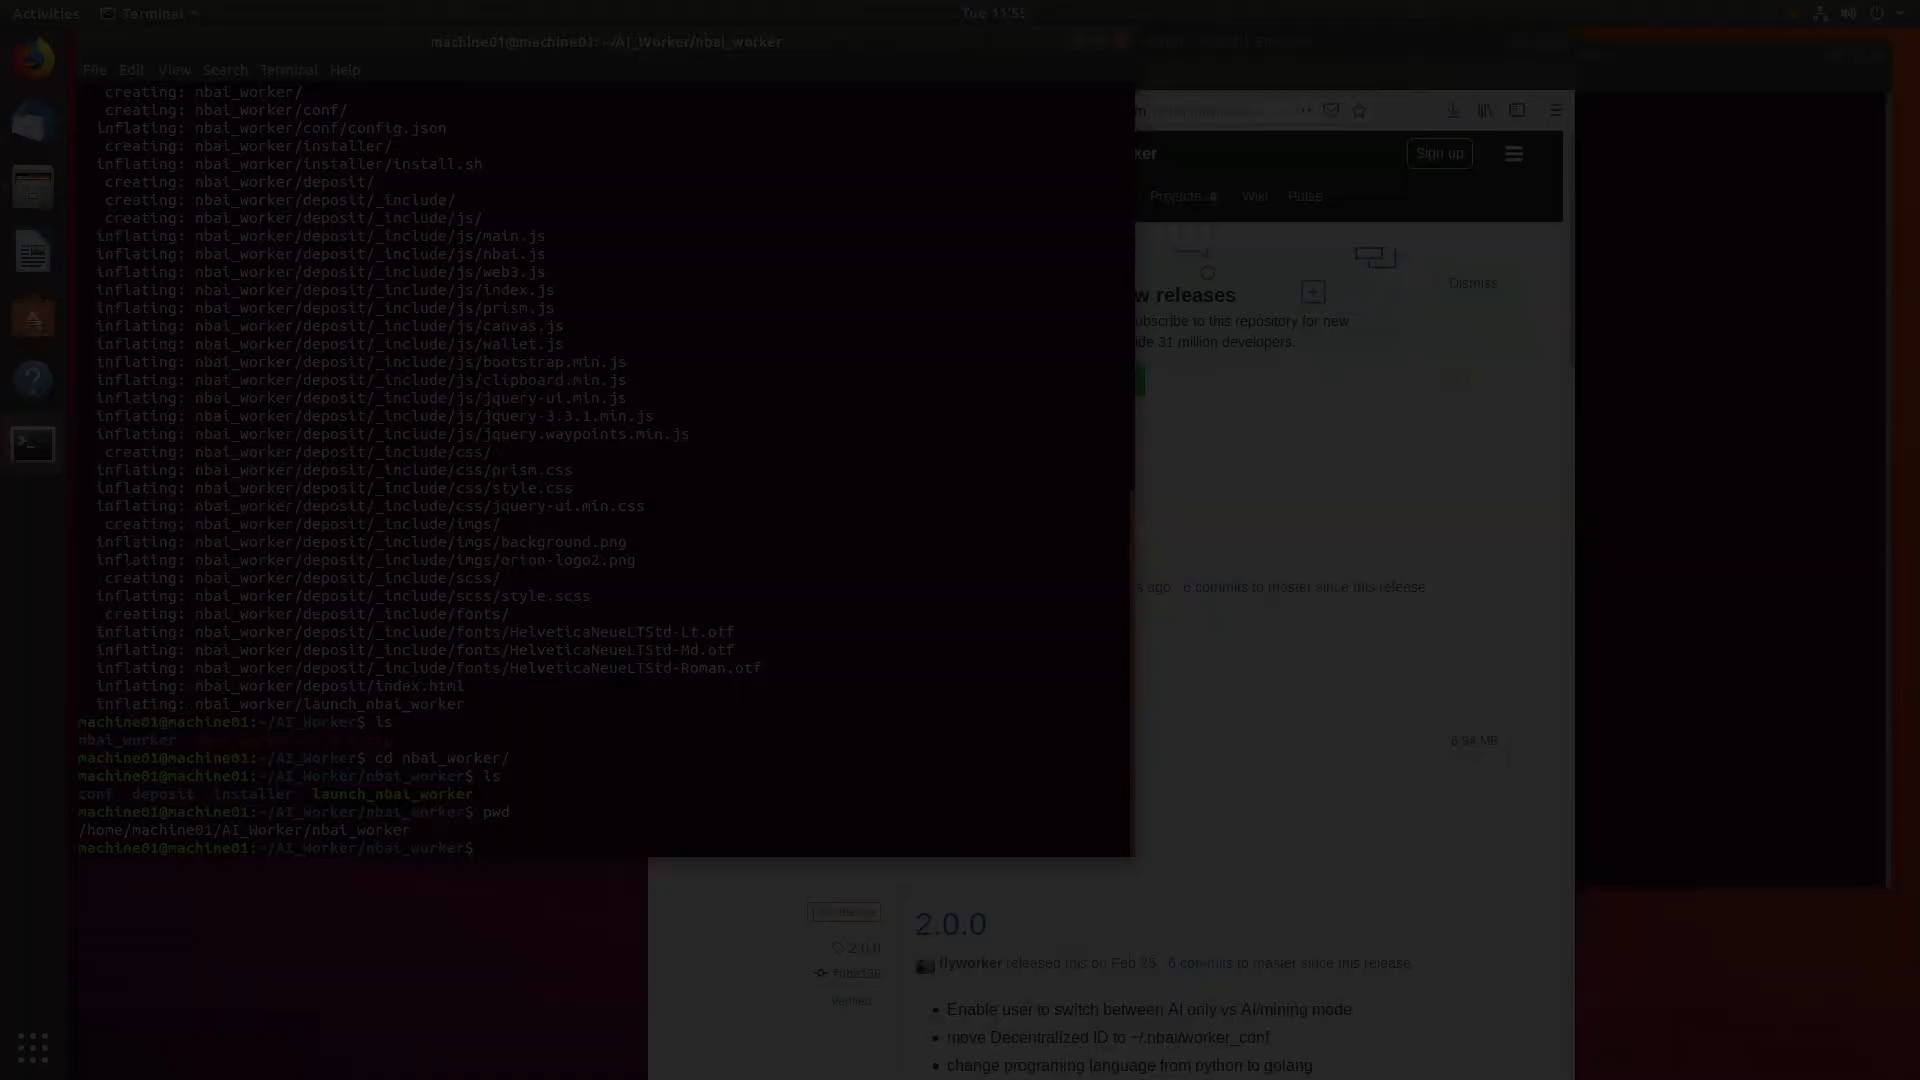 Activities
Terminal
Tue 11:55
machine01@machine01: ~/AI_Worker/nbai_worker
File Edit View Search Terminal Help
creating: nbai_worker/
creating: nbai_worker/conf/
inflating: nbai_worker/conf/config.json
creating: nbai_worker/installer/
inflating: nbai_worker/installer/install.sh
creating: nbai_worker/deposit/
creating: nbai_worker/deposit/_include/
creating: nbai_worker/deposit/_include/js/
inflating: nbai_worker/deposit/_include/js/main.js
inflating: nbai_worker/deposit/_include/js/nbai.js
inflating: nbai_worker/deposit/_include/js/web3.js
inflating: nbai_worker/deposit/_include/js/index.js
inflating: nbai_worker/deposit/_include/js/prism.js
inflating: nbai_worker/deposit/_include/js/canvas.js
inflating: nbai_worker/deposit/_include/js/wallet.js
inflating: nbai_worker/deposit/_include/js/bootstrap.min.js
inflating: nbai_worker/deposit/_include/js/clipboard.min.js
inflating: nbai_worker/deposit/_include/js/jquery-ui.min.js
inflating: nbai_worker/deposit/_include/js/jquery-3.3.1.min.js
inflating: nbai_worker/deposit/_include/js/jquery.waypoints.min.js
creating: nbai_worker/deposit/_include/css/
inflating: nbai_worker/deposit/_include/css/prism.css
inflating: nbai_worker/deposit/_include/css/style.css
inflating: nbai_worker/deposit/_include/css/jquery-ui.min.css
creating: nbai_worker/deposit/_include/imgs/
inflating: nbai_worker/deposit/_include/imgs/background.png
inflating: nbai_worker/deposit/_include/imgs/orion-logo2.png
creating: nbai_worker/deposit/_include/scss/
inflating: nbai_worker/deposit/_include/scss/style.scss
creating: nbai_worker/deposit/_include/fonts/
inflating: nbai_worker/deposit/_include/fonts/HelveticaNeueLTStd-Lt.otf
inflating: nbai_worker/deposit/_include/fonts/HelveticaNeueLTStd-Md.otf
inflating: nbai_worker/deposit/_include/fonts/HelveticaNeueLTStd-Roman.otf
inflating: nbai_worker/deposit/index.html
inflating: nbai_worker/launch_nbai_worker
machine01@machine01:~/AI_Worker$ ls
nbai_worker
machine01@machine01:~/AI_Worker$ cd nbai_worker/
machine01@machine01:~/AI_Worker/nbai_worker$ ls
conf deposit installer launch_nbai_worker
machine01@machine01:~/AI_Worker/nbai_worker$ pwd
/home/machine01/AI_Worker/nbai_worker
machine01@machine01:~/AI_Worker/nbai_worker$
ker
Sign up
Projects Wiki Pulse
Dismiss
w releases
ubscribe to this repository for new
ide 31 million developers.
s ago 6 commits to master since this release
6.94 MB
2.0.0
2.0.0
Verified
flyworker released this on Feb 25 6 commits to master since this release
• Enable user to switch between AI only vs AI/mining mode
• move Decentralized ID to ~/.nbai/worker_conf
• change programing language from python to golang